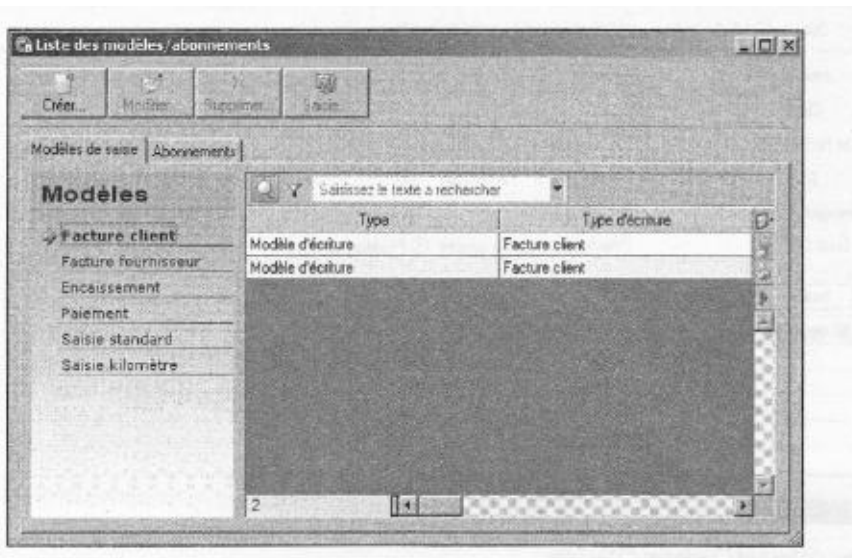 Liste des modèles/abonnements
Créer... Modifier... Supprimer... Saisie...
Modèles de saisie Abonnements
Modèles
Saisissez le texte à rechercher
Type Type d'écriture
Facture client
Modèle d'écriture Facture client
Facture fournisseur
Modèle d'écriture Facture client
Encaissement
Paiement
Saisie standard
Saisie kilomètre
2